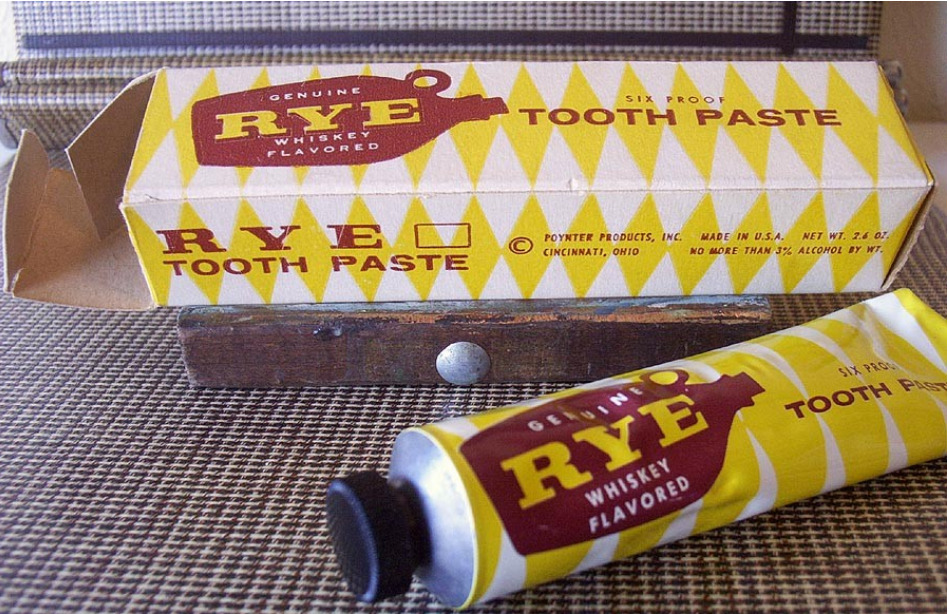 GENUINE
RYE
WHISKEY
FLAVORED
SIX PROOF
TOOTH PASTE
RYE
TOOTH PASTE
© POYNTER PRODUCTS, INC. MADE IN U.S.A. NET WT. 2.6 OZ.
CINCINNATI, OHIO NO MORE THAN 3% ALCOHOL BY WT.
GENUINE
RYE
WHISKEY
FLAVORED
SIX PROOF
TOOTH PAST